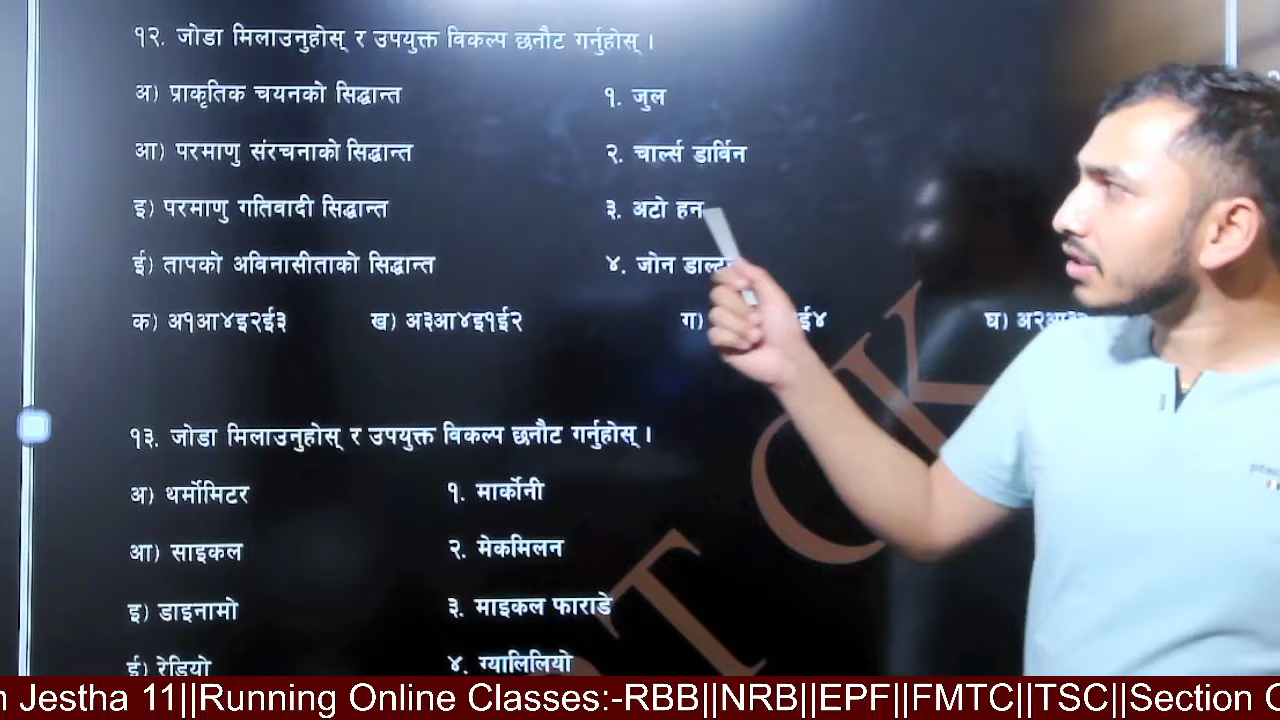 १२. जोडा मिलाउनुहोस् र उपयुक्त विकल्प छनौट गर्नुहोस् ।
अ) प्राकृतिक चयनको सिद्धान्त १. जुल
आ) परमाणु संरचनाको सिद्धान्त २. चार्ल्स डार्विन
इ) परमाणु गतिवादी सिद्धान्त ३. अटो हन
ई) तापको अविनासीताको सिद्धान्त ४. जोन
क) अ१आ४इ२ई३ ख) अ३आ४इ१ई२ ग) ई४ घ)
१३. जोडा मिलाउनुहोस् र उपयुक्त विकल्प छनौट गर्नुहोस् ।
अ) थर्मोमिटर १. मार्कोनी
आ) साइकल २. मेकमिलन
इ) डाइनामो ३. माइकल फाराडे
ई) रेडियो ४. ग्यालिलियो
Jestha 11||Running Online Classes:-RBB||NRB||EPF||FMTC||TSC||Section